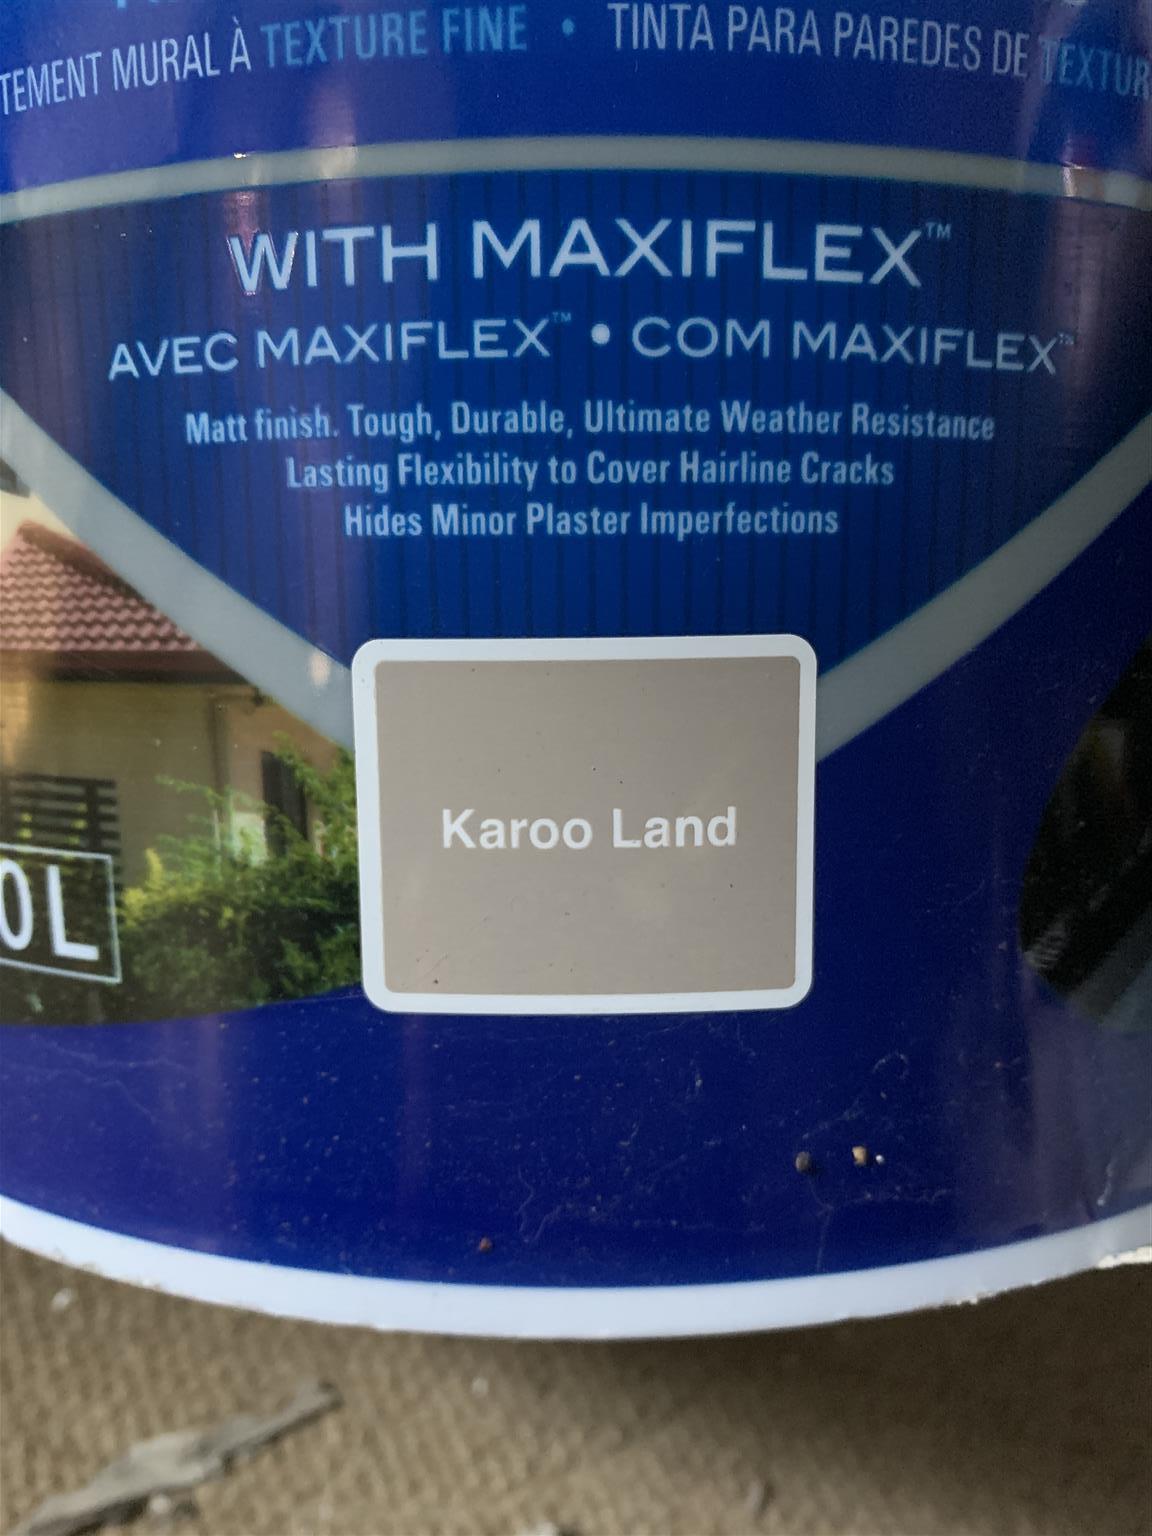 TEMENT MURAL À TEXTURE FINE • TINTA PARA PAREDES DE TEXTUR
WITH MAXIFLEX™
AVEC MAXIFLEX™ • COM MAXIFLEX™
Matt finish. Tough, Durable, Ultimate Weather Resistance
Lasting Flexibility to Cover Hairline Cracks
Hides Minor Plaster Imperfections
Karoo Land
0L